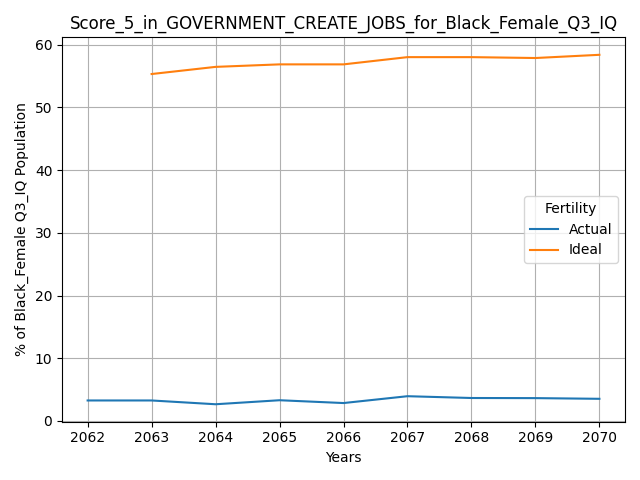 Score_5_in_GOVERNMENT_CREATE_JOBS_for_Black_Female_Q3_IQ
% of Black_Female Q3_IQ Population
60
50
40
30
20
10
0
Fertility
Actual
Ideal
2062 2063 2064 2065 2066 2067 2068 2069 2070
Years